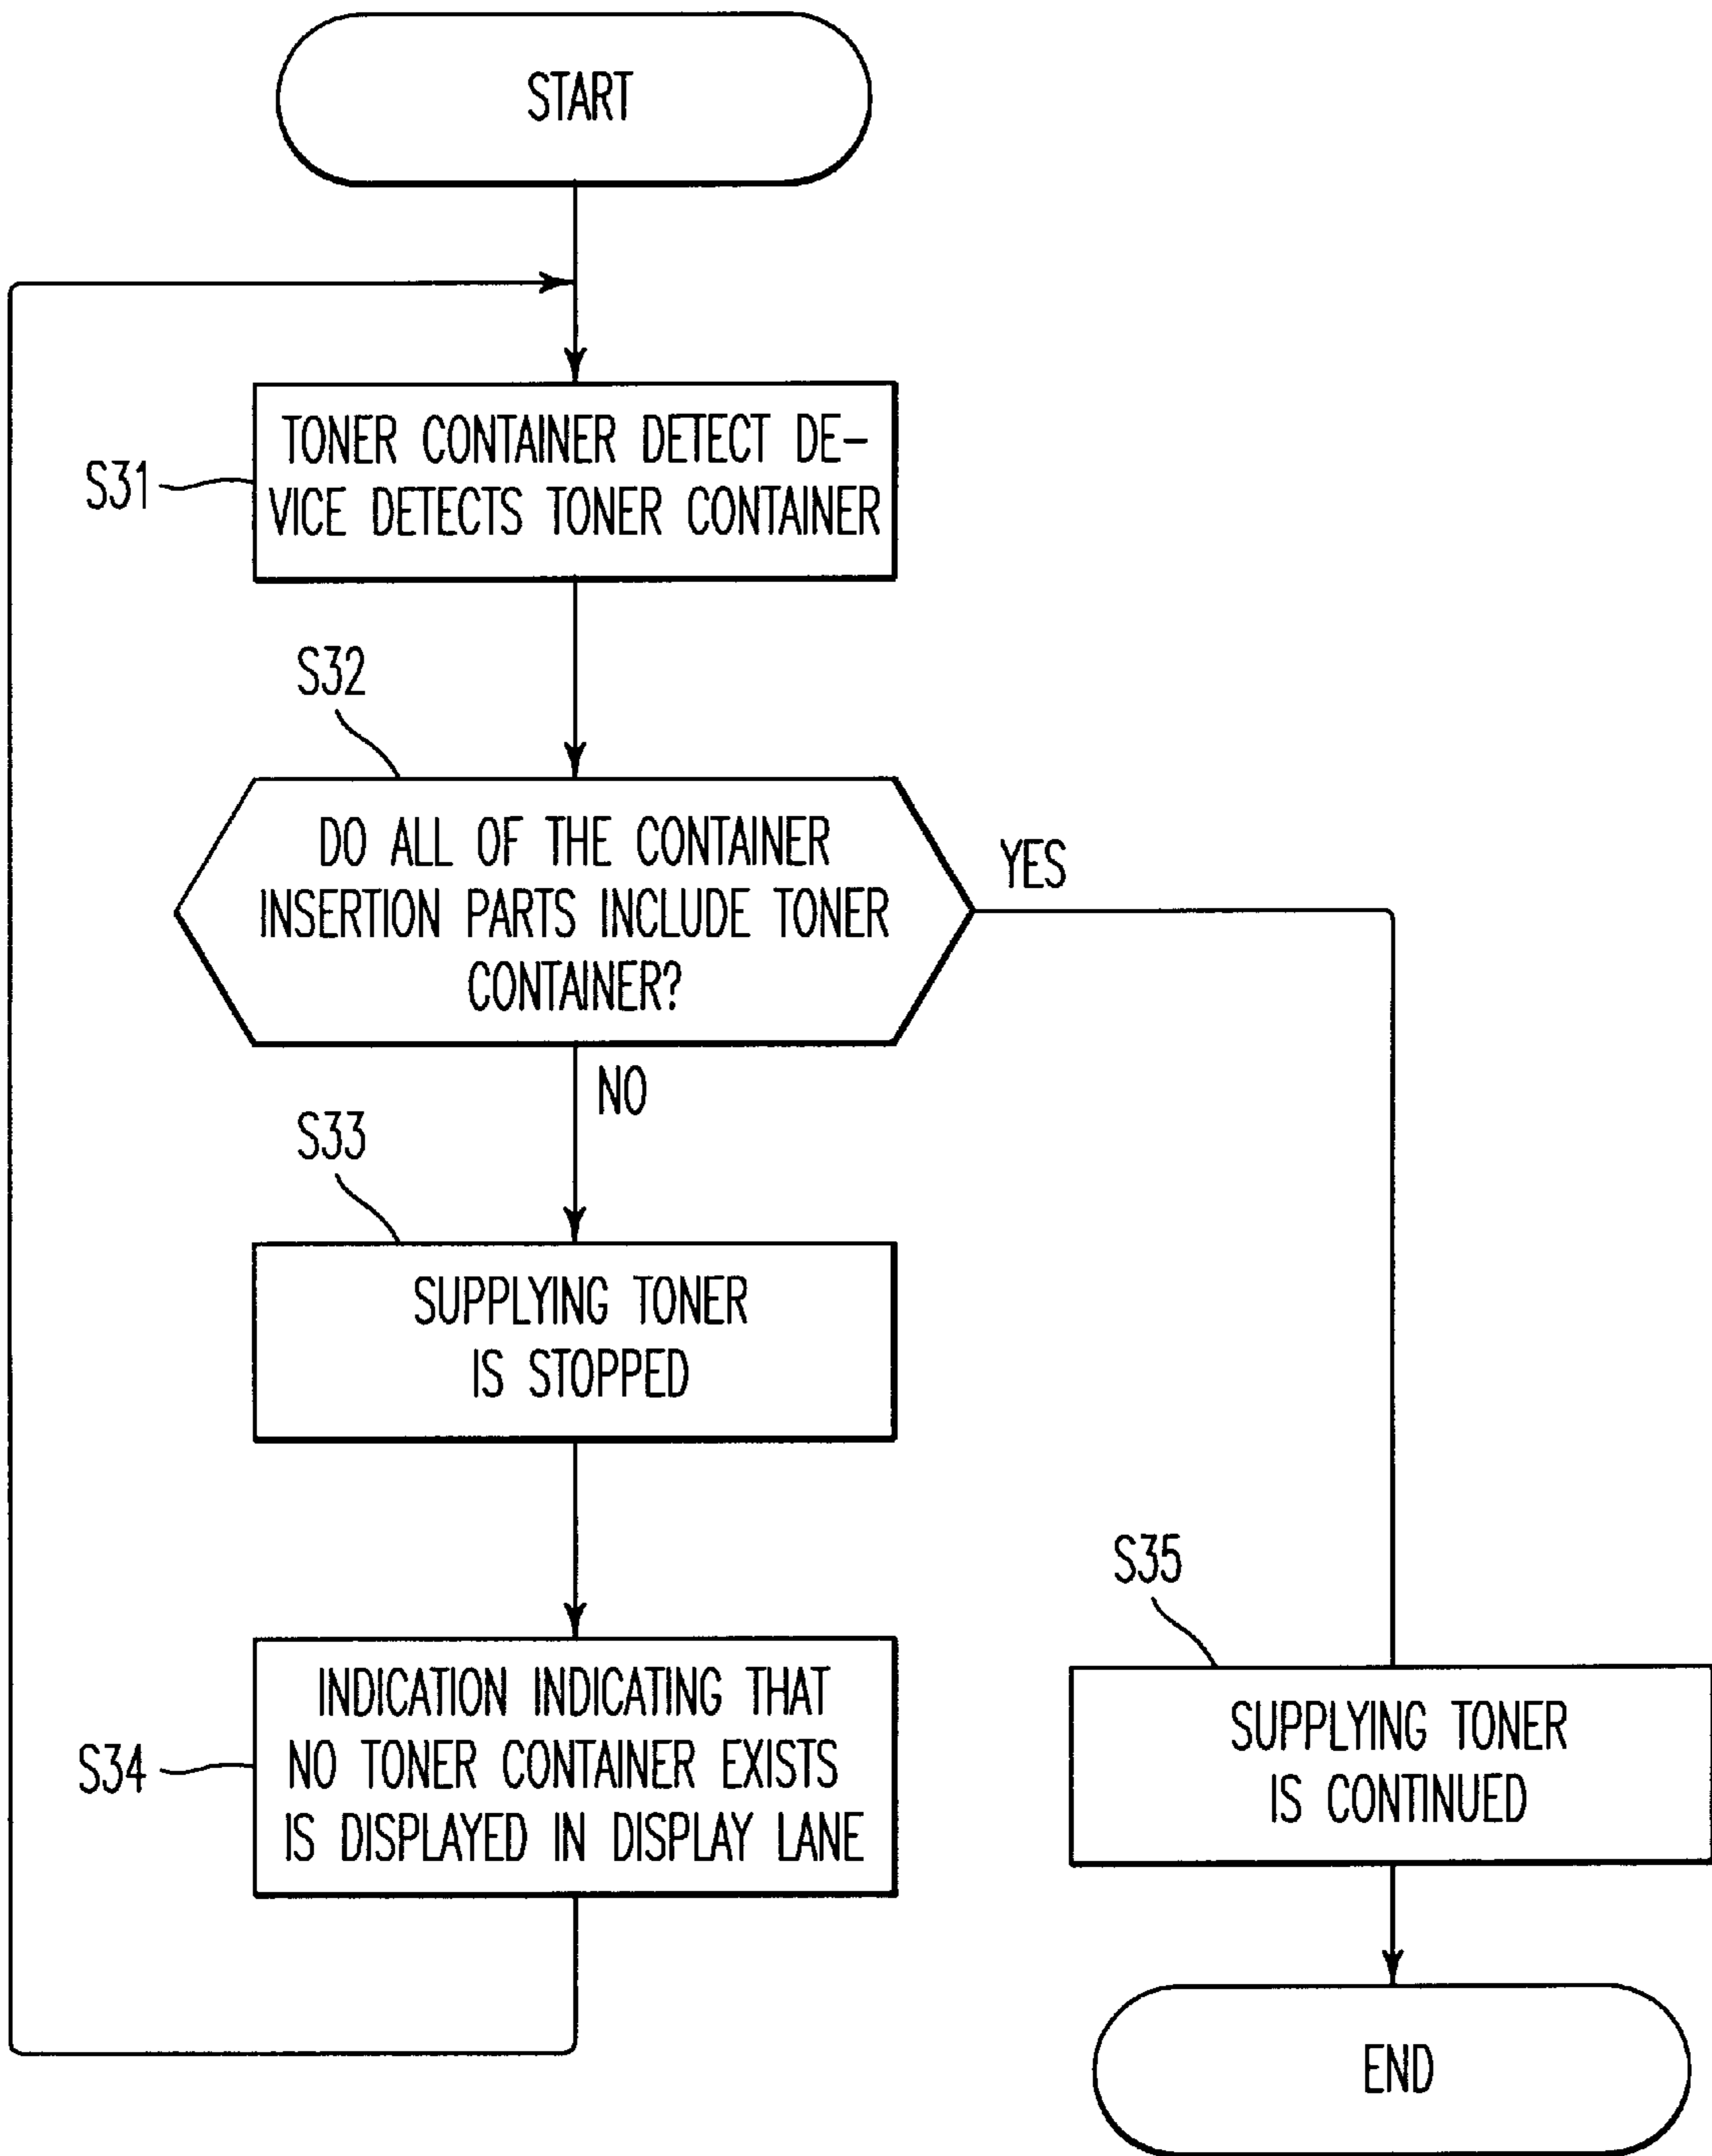 START
S31
TONER CONTAINER DETECT DE-
VICE DETECTS TONER CONTAINER
S32
DO ALL OF THE CONTAINER
INSERTION PARTS INCLUDE TONER
CONTAINER?
YES
NO
S33
SUPPLYING TONER
IS STOPPED
S34
INDICATION INDICATING THAT
NO TONER CONTAINER EXISTS
IS DISPLAYED IN DISPLAY LANE
S35
SUPPLYING TONER
IS CONTINUED
END